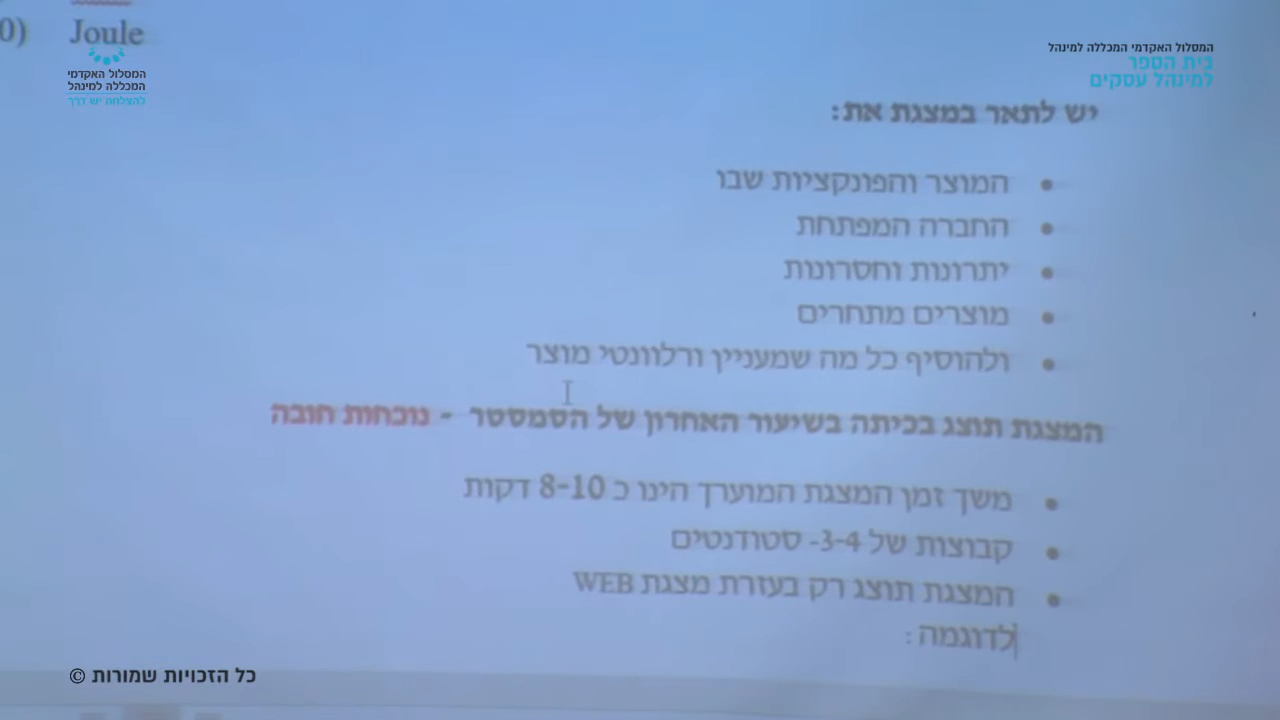 0) Joule
המסלול האקדמי
המכללה למינהל
להצלחה יש דרך
המסלול האקדמי המכללה למינהל
בית הספר
למינהל עסקים
יש לתאר במצגת את:
• המוצר והפונקציות שבו
• החברה המפתחת
• יתרונות וחסרונות
• מוצרים מתחרים
• ולהוסיף כל מה שמעניין ורלוונטי מוצר
המצגת תוצג בכיתה בשיעור האחרון של הסמסטר - נוכחות חובה
• משך זמן המצגת המוערך הינו כ 8-10 דקות
• קבוצות של 3-4- סטודנטים
• המצגת תוצג רק בעזרת מצגת WEB
לדוגמה :
כל הזכויות שמורות ©